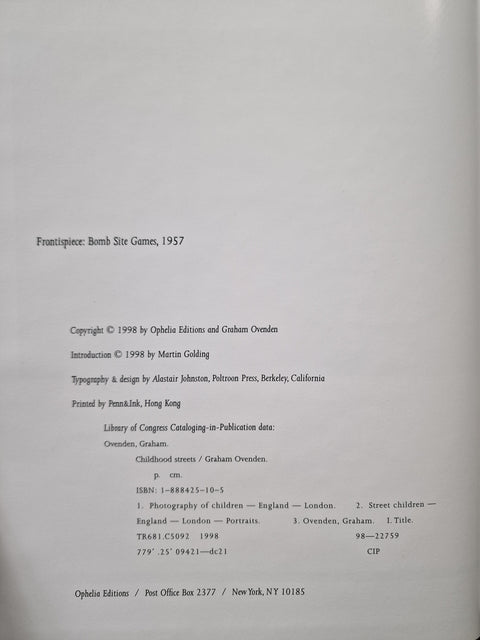 Frontispiece: Bomb Site Games, 1957
Copyright © 1998 by Ophelia Editions and Graham Ovenden
Introduction © 1998 by Martin Golding
Typography & design by Alastair Johnston, Poltroon Press, Berkeley, California
Printed by Penn&Ink, Hong Kong
Library of Congress Cataloging-in-Publication data:
Ovenden, Graham.
Childhood streets / Graham Ovenden.
p. cm.
ISBN: 1-888425-10-5
1. Photography of children — England — London. 2. Street children —
England — London — Portraits. 3. Ovenden, Graham. I. Title.
TR681.C5092 1998 98—22759
779' .25' 09421—dc21 CIP
Ophelia Editions / Post Office Box 2377 / New York, NY 10185